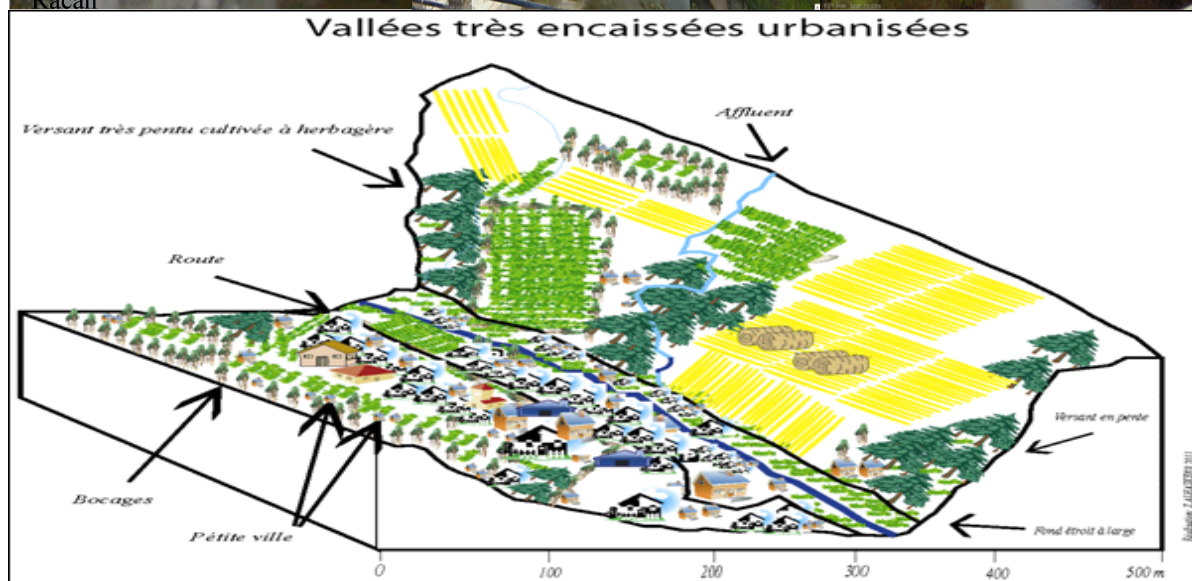 Racan
Vallées très encaissées urbanisées
Affluent
Versant très pentu cultivée à herbagère
Route
Versant en pente
Bocages
Pétite ville
Fond étroit à large
0 100 200 300 400 500 m